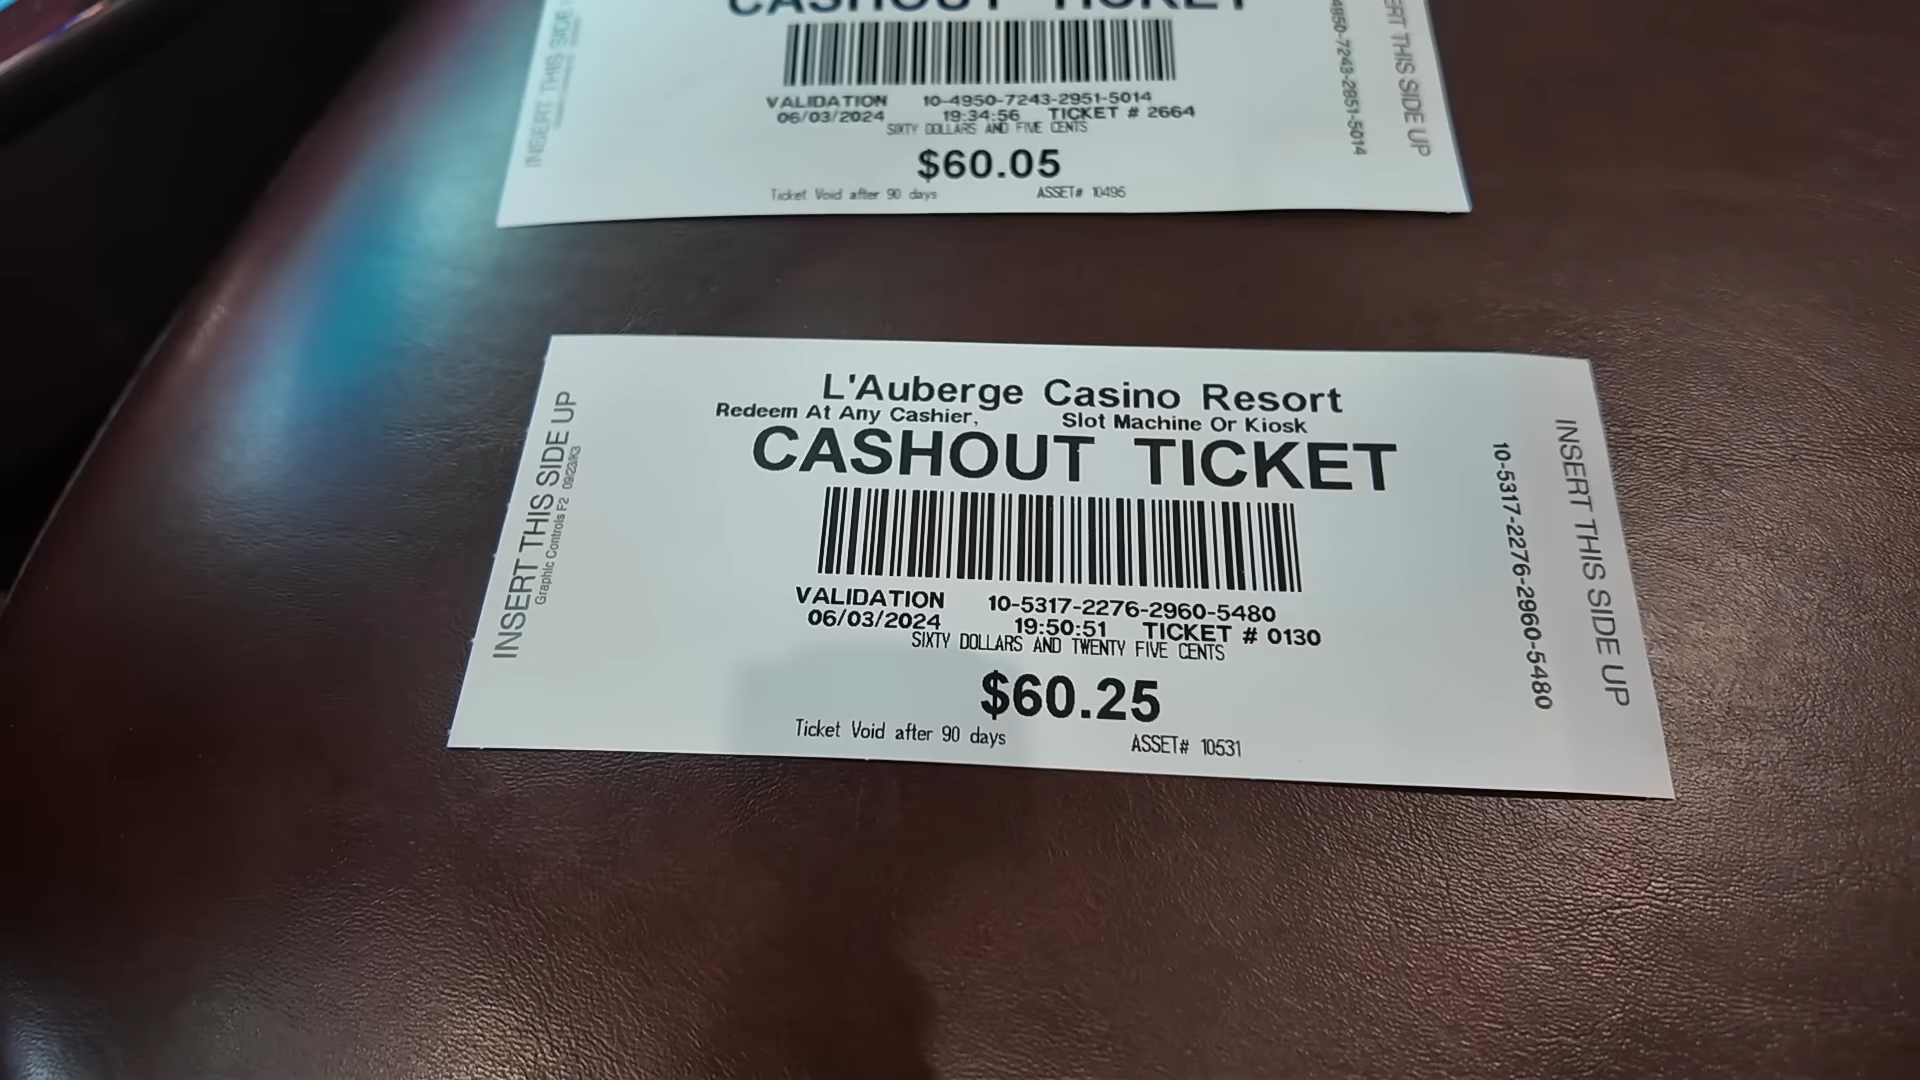 CASHOUT TICKET
INSERT THIS SIDE
VALIDATION 10-4950-7243-2951-5014
06/03/2024 19:34:56 TICKET # 2664
SIXTY DOLLARS AND FIVE CENTS
$60.05
Ticket Void after 90 days ASSET# 10495
4950-7243-2951-5014
ERT THIS SIDE UP
L'Auberge Casino Resort
Redeem At Any Cashier, Slot Machine Or Kiosk
CASHOUT TICKET
INSERT THIS SIDE UP
Graphic Controls F2 09/23/K3
VALIDATION 10-5317-2276-2960-5480
06/03/2024 19:50:51 TICKET # 0130
SIXTY DOLLARS AND TWENTY FIVE CENTS
$60.25
Ticket Void after 90 days ASSET# 10531
10-5317-2276-2960-5480
INSERT THIS SIDE UP